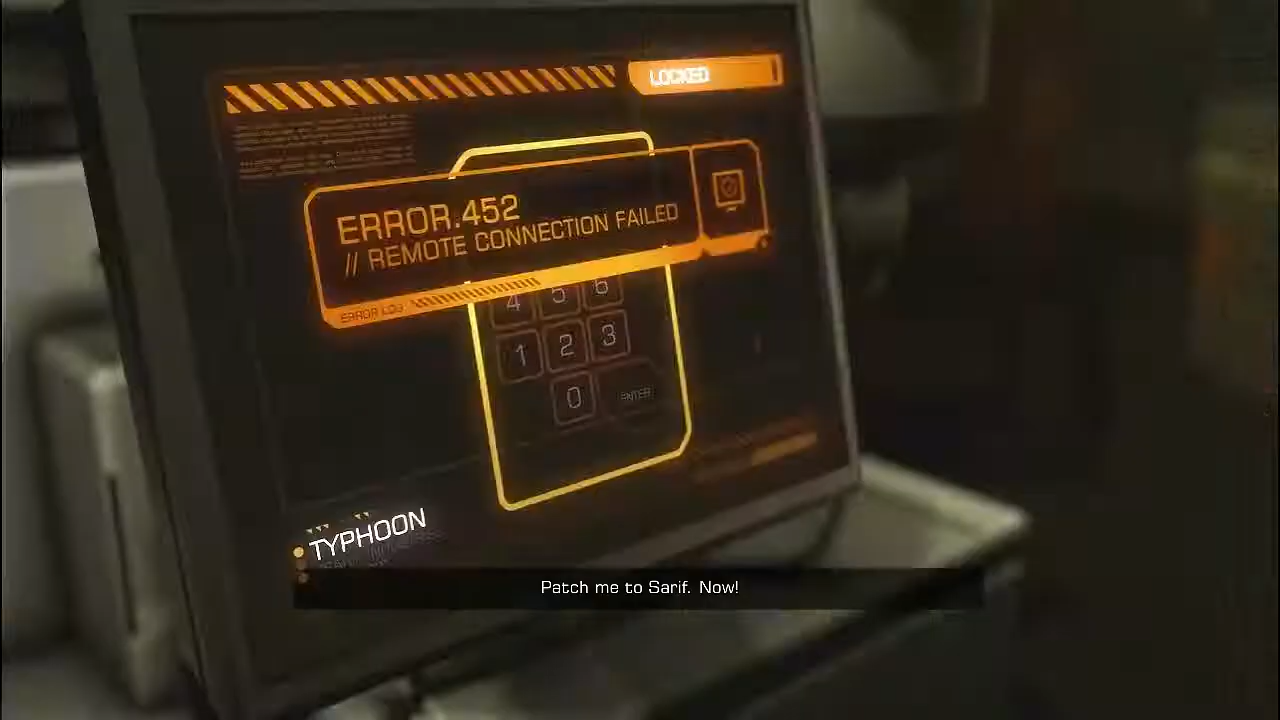 LOCKED
ERROR.452
// REMOTE CONNECTION FAILED
ERROR LOG
4 5 6
1 2 3
0 ENTER
TYPHOON
Patch me to Sarif. Now!